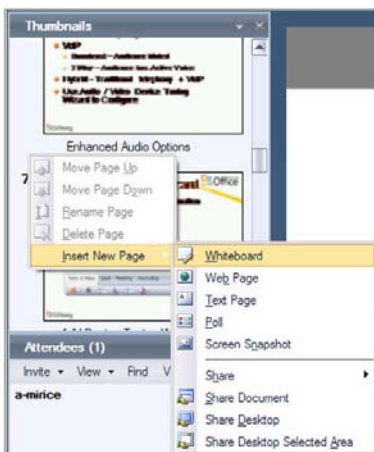 Thumbnails
VoIP
Hybrid - Traditional telephony + VoIP
Use Audio / Video Device Tuning
Wizard to Configure
Enhanced Audio Options
7
Office
Move Page Up
Move Page Down
Rename Page
Delete Page
Insert New Page
Whiteboard
Web Page
Text Page
Poll
Screen Snapshot
Share
Share Document
Share Desktop
Share Desktop Selected Area
Attendees (1)
Invite View Find V
a-mirice